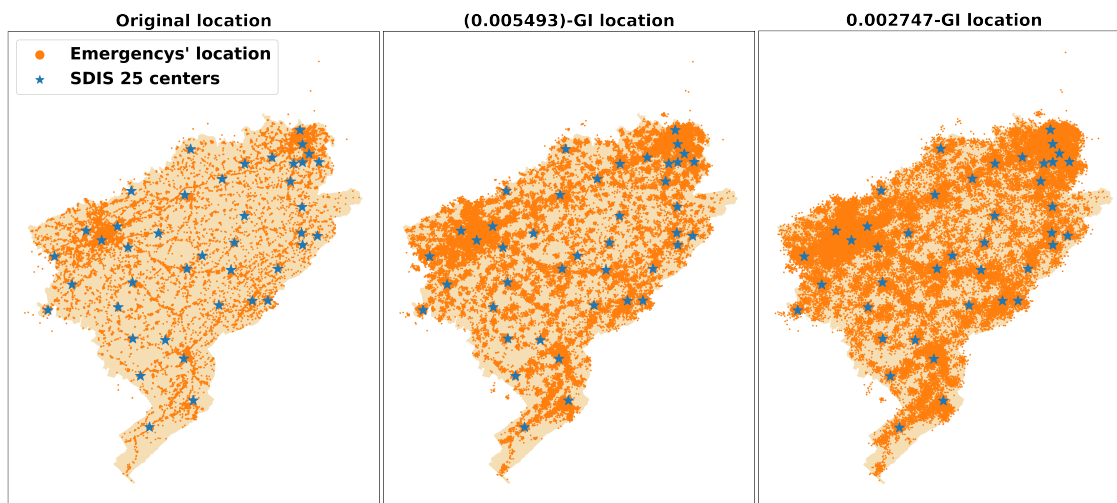 Original location
(0.005493)-GI location
0.002747-GI location
Emergencys' location
SDIS 25 centers